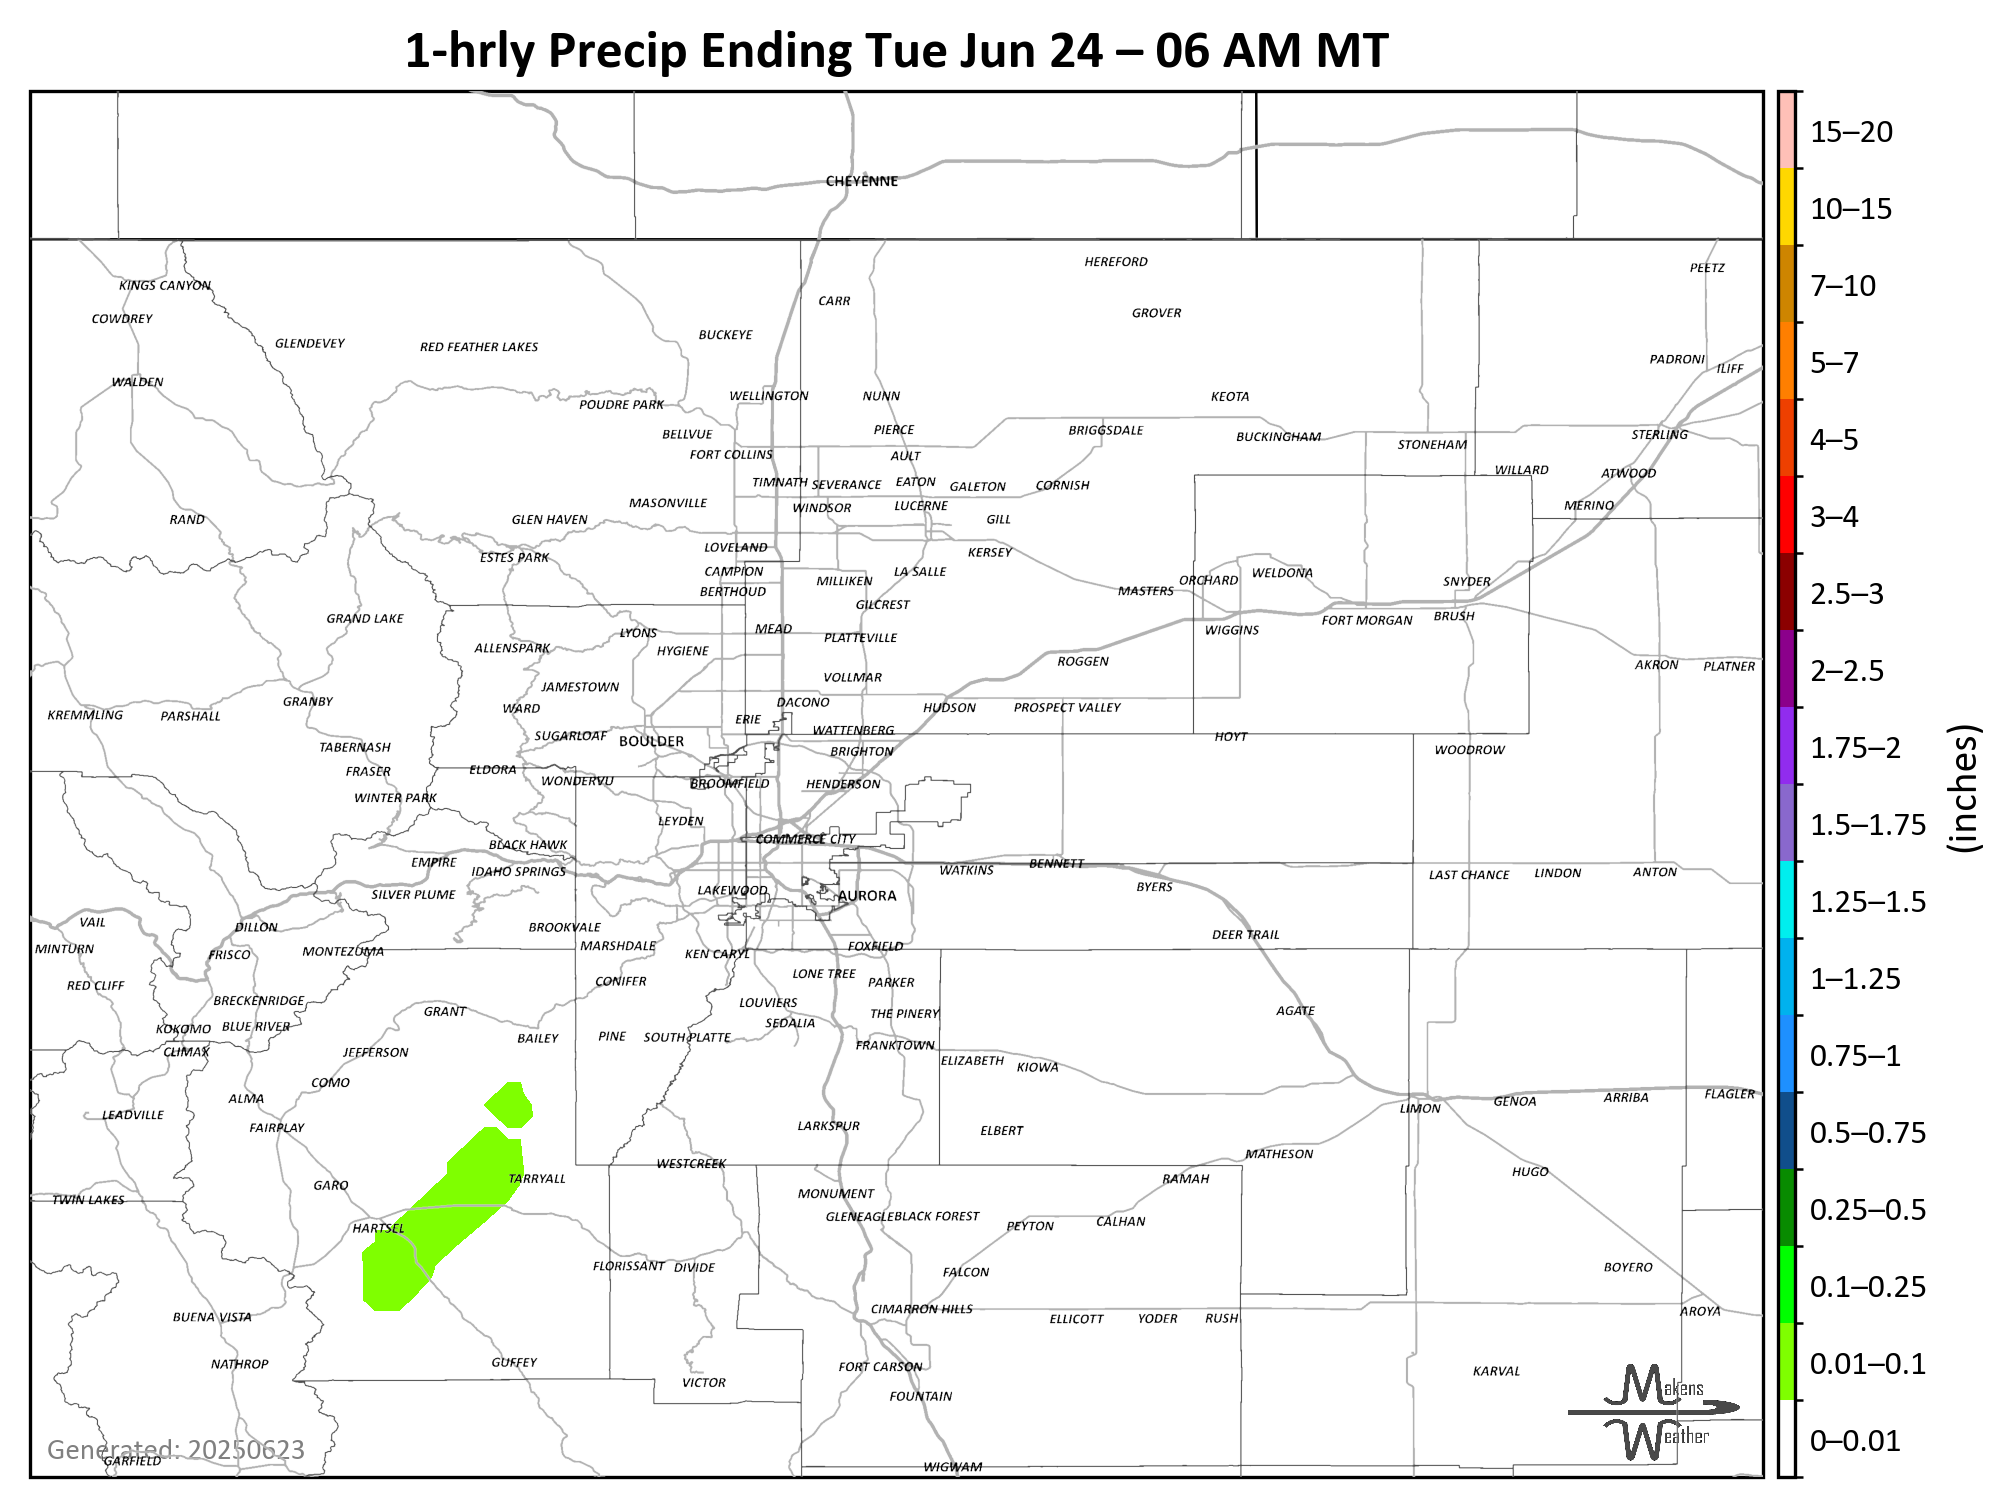 1-hrly Precip Ending Tue Jun 24 – 06 AM MT
CHEYENNE
15–20
10–15
7–10
5–7
4–5
3–4
2.5–3
2–2.5
1.75–2
1.5–1.75
1.25–1.5
1–1.25
0.75–1
0.5–0.75
0.25–0.5
0.1–0.25
0.01–0.1
0–0.01
(inches)
HEREFORD
PEETZ
KINGS CANYON
CARR
COWDREY
GROVER
BUCKEYE
GLENDEVEY
RED FEATHER LAKES
PADRONI
ILIFF
WALDEN
WELLINGTON
NUNN
KEOTA
POUDRE PARK
BELLVUE
PIERCE
BRIGGSDALE
BUCKINGHAM
STONEHAM
STERLING
FORT COLLINS
AULT
WILLARD
ATWOOD
TIMNATH
SEVERANCE
EATON
GALETON
CORNISH
MASONVILLE
WINDSOR
LUCERNE
MERINO
RAND
GLEN HAVEN
GILL
LOVELAND
KERSEY
ESTES PARK
CAMPION
MILLIKEN
LA SALLE
ORCHARD
WELDONA
SNYDER
BERTHOUD
MASTERS
GILCREST
GRAND LAKE
LYONS
MEAD
PLATTEVILLE
WIGGINS
FORT MORGAN
BRUSH
ALLENSPARK
HYGIENE
ROGGEN
AKRON
PLATNER
JAMESTOWN
VOLLMAR
KREMMLING
PARSHALL
GRANBY
WARD
DACONO
HUDSON
PROSPECT VALLEY
ERIE
SUGARLOAF
BOULDER
WATTENBERG
HOYT
TABERNASH
BRIGHTON
WOODROW
FRASER
ELDORA
WONDERVU
BROOMFIELD
HENDERSON
WINTER PARK
LEYDEN
BLACK HAWK
COMMERCE CITY
EMPIRE
IDAHO SPRINGS
WATKINS
BENNETT
BYERS
LAST CHANCE
LINDON
ANTON
SILVER PLUME
LAKEWOOD
AURORA
VAIL
DILLON
BROOKVALE
DEER TRAIL
MINTURN
FRISCO
MONTEZUMA
MARSHDALE
KEN CARYL
FOXFIELD
RED CLIFF
CONIFER
LONE TREE
PARKER
BRECKENRIDGE
GRANT
LOUVIERS
THE PINERY
AGATE
KOKOMO
BLUE RIVER
SEDALIA
CLIMAX
JEFFERSON
BAILEY
PINE
SOUTH PLATTE
FRANKTOWN
ELIZABETH
KIOWA
COMO
ALMA
LEADVILLE
FAIRPLAY
LARKSPUR
ELBERT
LIMON
GENOA
ARRIBA
FLAGLER
WESTCREEK
MATHESON
HUGO
TWIN LAKES
GARO
TARRYALL
MONUMENT
RAMAH
HARTSEL
GLENEAGLE
BLACK FOREST
PEYTON
CALHAN
FLORISSANT
DIVIDE
FALCON
BOYERO
BUENA VISTA
CIMARRON HILLS
ELLICOTT
YODER
RUSH
AROYA
NATHROP
GUFFEY
VICTOR
FORT CARSON
FOUNTAIN
KARVAL
Makens
Weather
Generated: 20250623
GARFIELD
WIGWAM